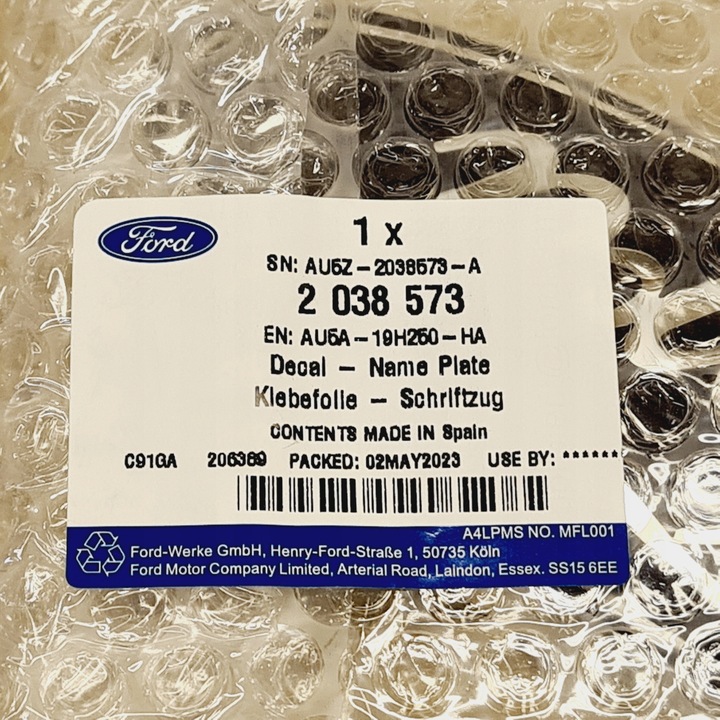 Ford
1 x
SN: AU5Z-2038573-A
2 038 573
EN: AU5A-19H250-HA
Decal - Name Plate
Klebefolie - Schriftzug
CONTENTS MADE IN Spain
C91GA 206369 PACKED: 02MAY2023 USE BY: ******
A4LPMS NO. MFL001
Ford-Werke GmbH, Henry-Ford-Straße 1, 50735 Köln
Ford Motor Company Limited, Arterial Road, Laindon, Essex. SS15 6EE